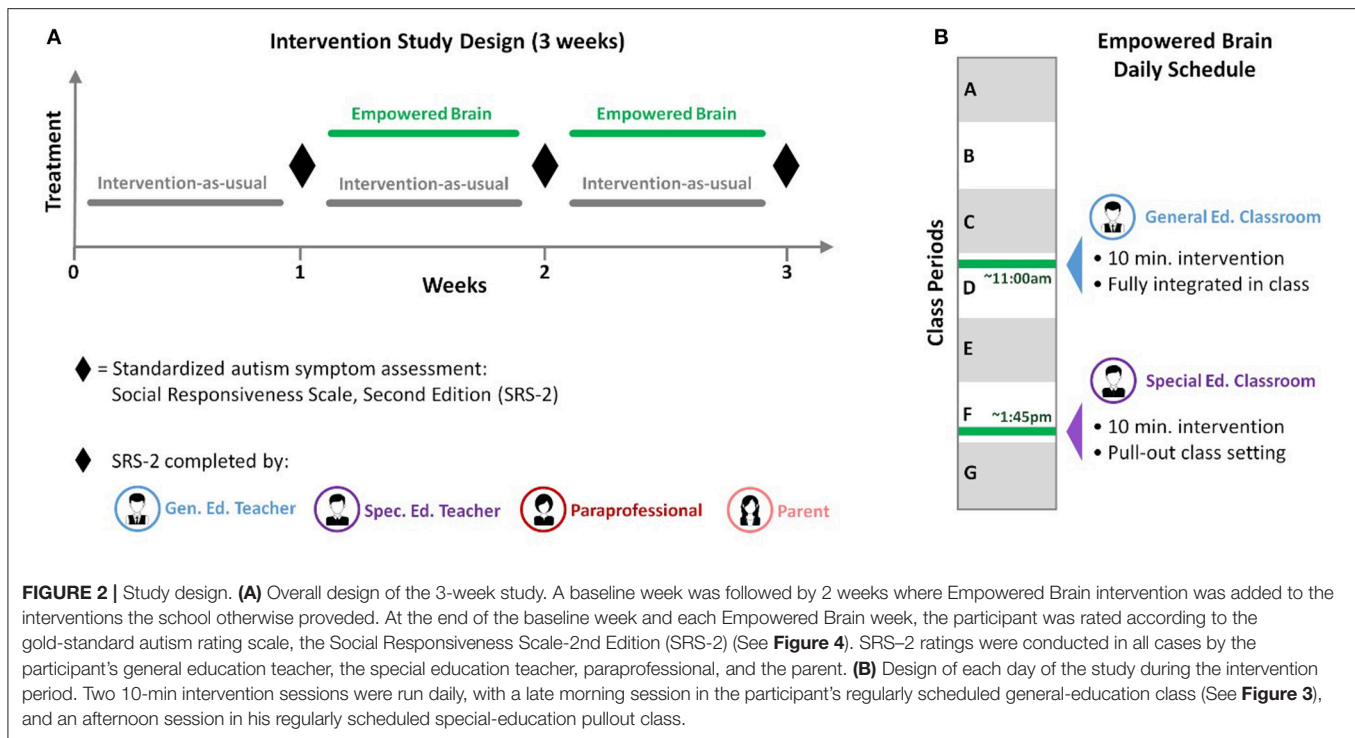 A
Intervention Study Design (3 weeks)
Treatment
Empowered Brain
Empowered Brain
Intervention-as-usual
Intervention-as-usual
Intervention-as-usual
0
1
2
3
Weeks
= Standardized autism symptom assessment:
Social Responsiveness Scale, Second Edition (SRS-2)
SRS-2 completed by:
Gen. Ed. Teacher
Spec. Ed. Teacher
Paraprofessional
Parent
B
Empowered Brain
Daily Schedule
Class Periods
A
B
C
~11:00am
D
E
F
~1:45pm
G
General Ed. Classroom
• 10 min. intervention
• Fully integrated in class
Special Ed. Classroom
• 10 min. intervention
• Pull-out class setting
FIGURE 2 | Study design. (A) Overall design of the 3-week study. A baseline week was followed by 2 weeks where Empowered Brain intervention was added to the
interventions the school otherwise proveded. At the end of the baseline week and each Empowered Brain week, the participant was rated according to the
gold-standard autism rating scale, the Social Responsiveness Scale-2nd Edition (SRS-2) (See Figure 4). SRS–2 ratings were conducted in all cases by the
participant's general education teacher, the special education teacher, paraprofessional, and the parent. (B) Design of each day of the study during the intervention
period. Two 10-min intervention sessions were run daily, with a late morning session in the participant's regularly scheduled general-education class (See Figure 3),
and an afternoon session in his regularly scheduled special-education pullout class.